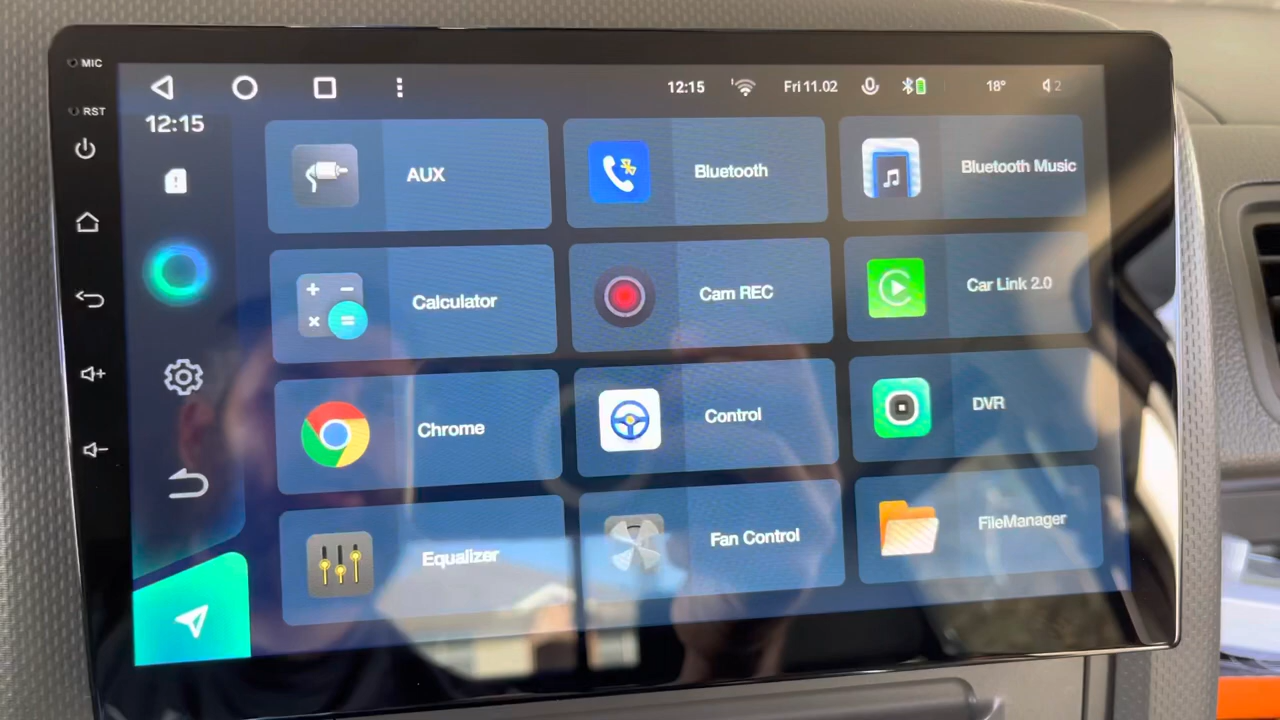 MIC
12:15
Fri 11.02
18°
2
RST
12:15
AUX
Bluetooth
Bluetooth Music
Calculator
Cam REC
Car Link 2.0
Chrome
Control
DVR
Equalizer
Fan Control
FileManager